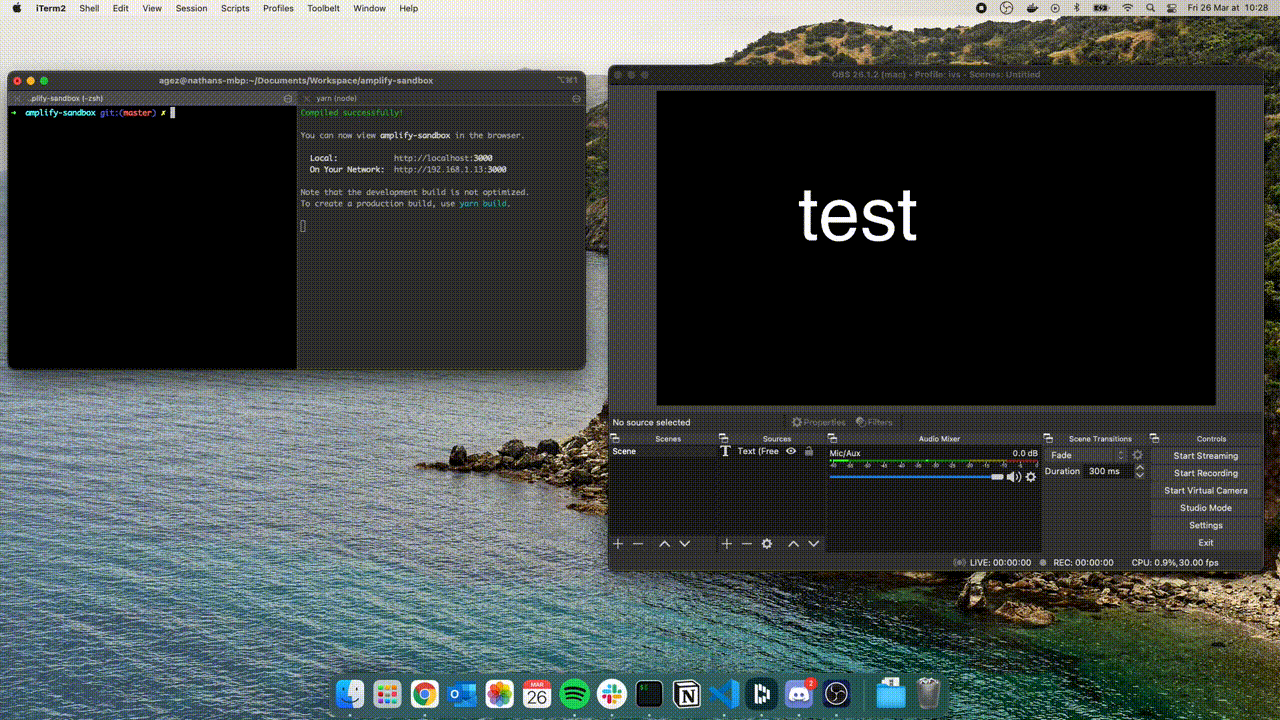 iTerm2 Shell Edit View Session Scripts Profiles Toolbelt Window Help Fri 26 Mar at 10:28
agez@nathans-mbp:~/Documents/Workspace/amplify-sandbox ⌥⌘1
..plify-sandbox (-zsh) yarn (node)
➜ amplify-sandbox git:(master) ✗
Compiled successfully!
You can now view amplify-sandbox in the browser.
Local: http://localhost:3000
On Your Network: http://192.168.1.13:3000
Note that the development build is not optimized.
To create a production build, use yarn build.
OBS 26.1.2 (mac) - Profile: ivs - Scenes: Untitled
test
No source selected Properties Filters
Scenes Sources Audio Mixer Scene Transitions Controls
Scene
T Text (Free
Mic/Aux 0.0 dB
Fade
Duration 300 ms
Start Streaming
Start Recording
Start Virtual Camera
Studio Mode
Settings
Exit
LIVE: 00:00:00 REC: 00:00:00 CPU: 0.9%,30.00 fps
MAR
26
2